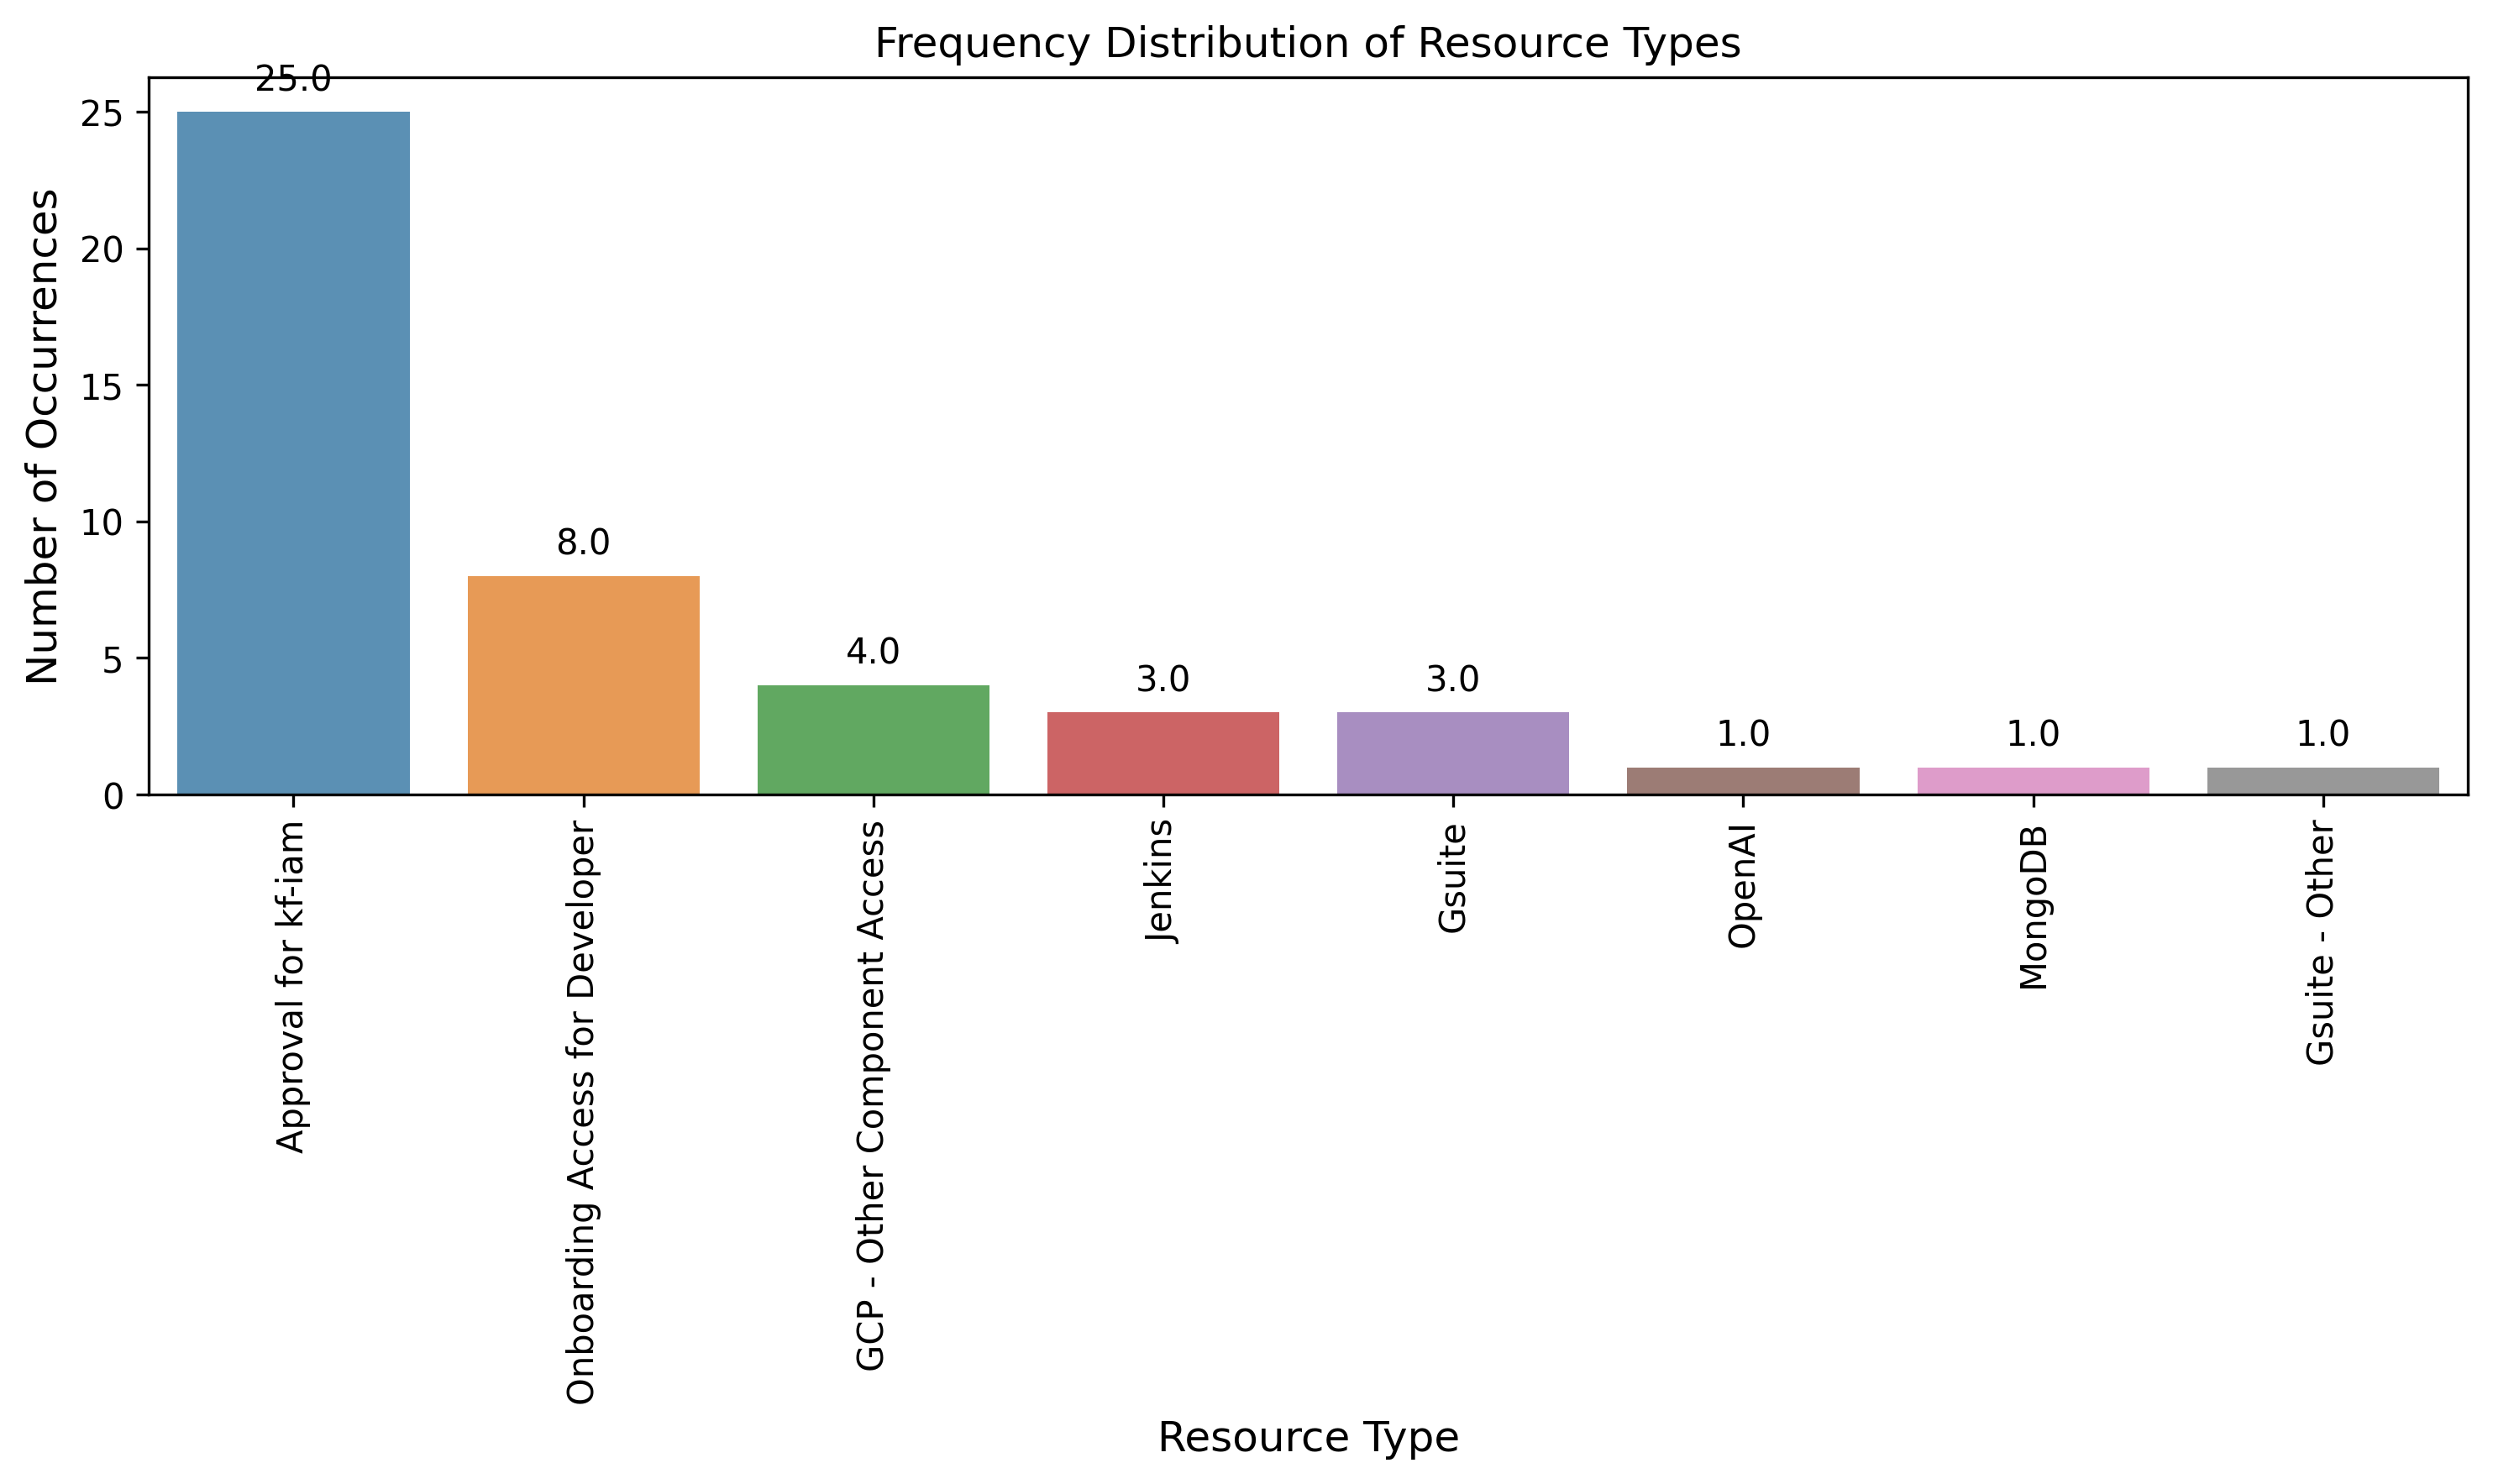 Frequency Distribution of Resource Types
Number of Occurrences
25
20
15
10
5
0
25.0
8.0
4.0
3.0
3.0
1.0
1.0
1.0
Approval for kf-iam
Onboarding Access for Developer
GCP - Other Component Access
Jenkins
Gsuite
OpenAI
MongoDB
Gsuite - Other
Resource Type